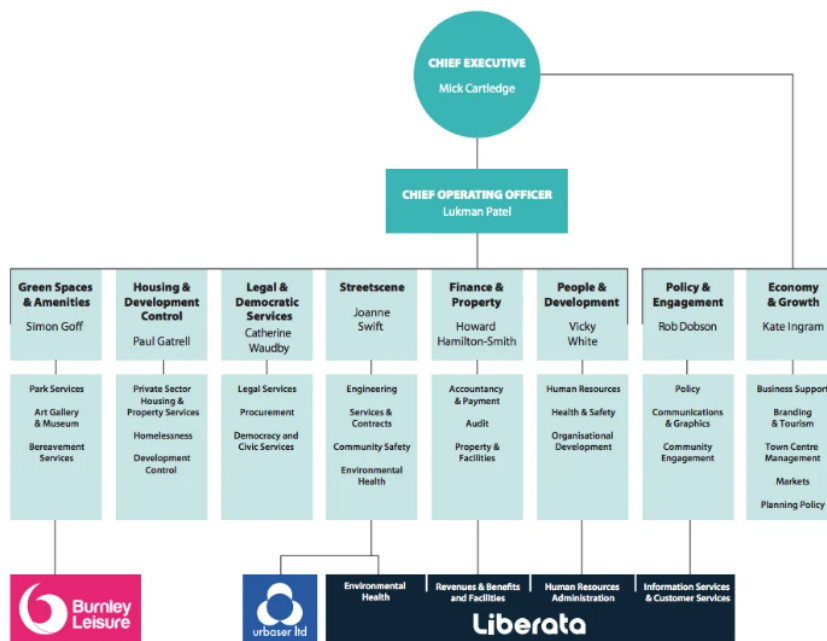 CHIEF EXECUTIVE
Mick Cartledge
CHIEF OPERATING OFFICER
Lukman Patel
Green Spaces
& Amenities
Simon Goff
Housing &
Development
Control
Paul Gatrell
Legal &
Democratic
Services
Catherine
Waudby
Streetscene
Joanne
Swift
Finance &
Property
Howard
Hamilton-Smith
People &
Development
Vicky
White
Policy &
Engagement
Rob Dobson
Economy
& Growth
Kate Ingram
Park Services
Art Gallery
& Museum
Bereavement
Services
Private Sector
Housing &
Property Services
Homelessness
Development
Control
Legal Services
Procurement
Democracy and
Civic Services
Engineering
Services &
Contracts
Community Safety
Environmental
Health
Accountancy
& Payment
Audit
Property &
Facilities
Human Resources
Health & Safety
Organisational
Development
Policy
Communications
& Graphics
Community
Engagement
Business Support
Branding
& Tourism
Town Centre
Management
Markets
Planning Policy
Burnley
Leisure
urbaser ltd
Environmental
Health
Revenues & Benefits
and Facilities
Human Resources
Administration
Information Services
& Customer Services
Liberata